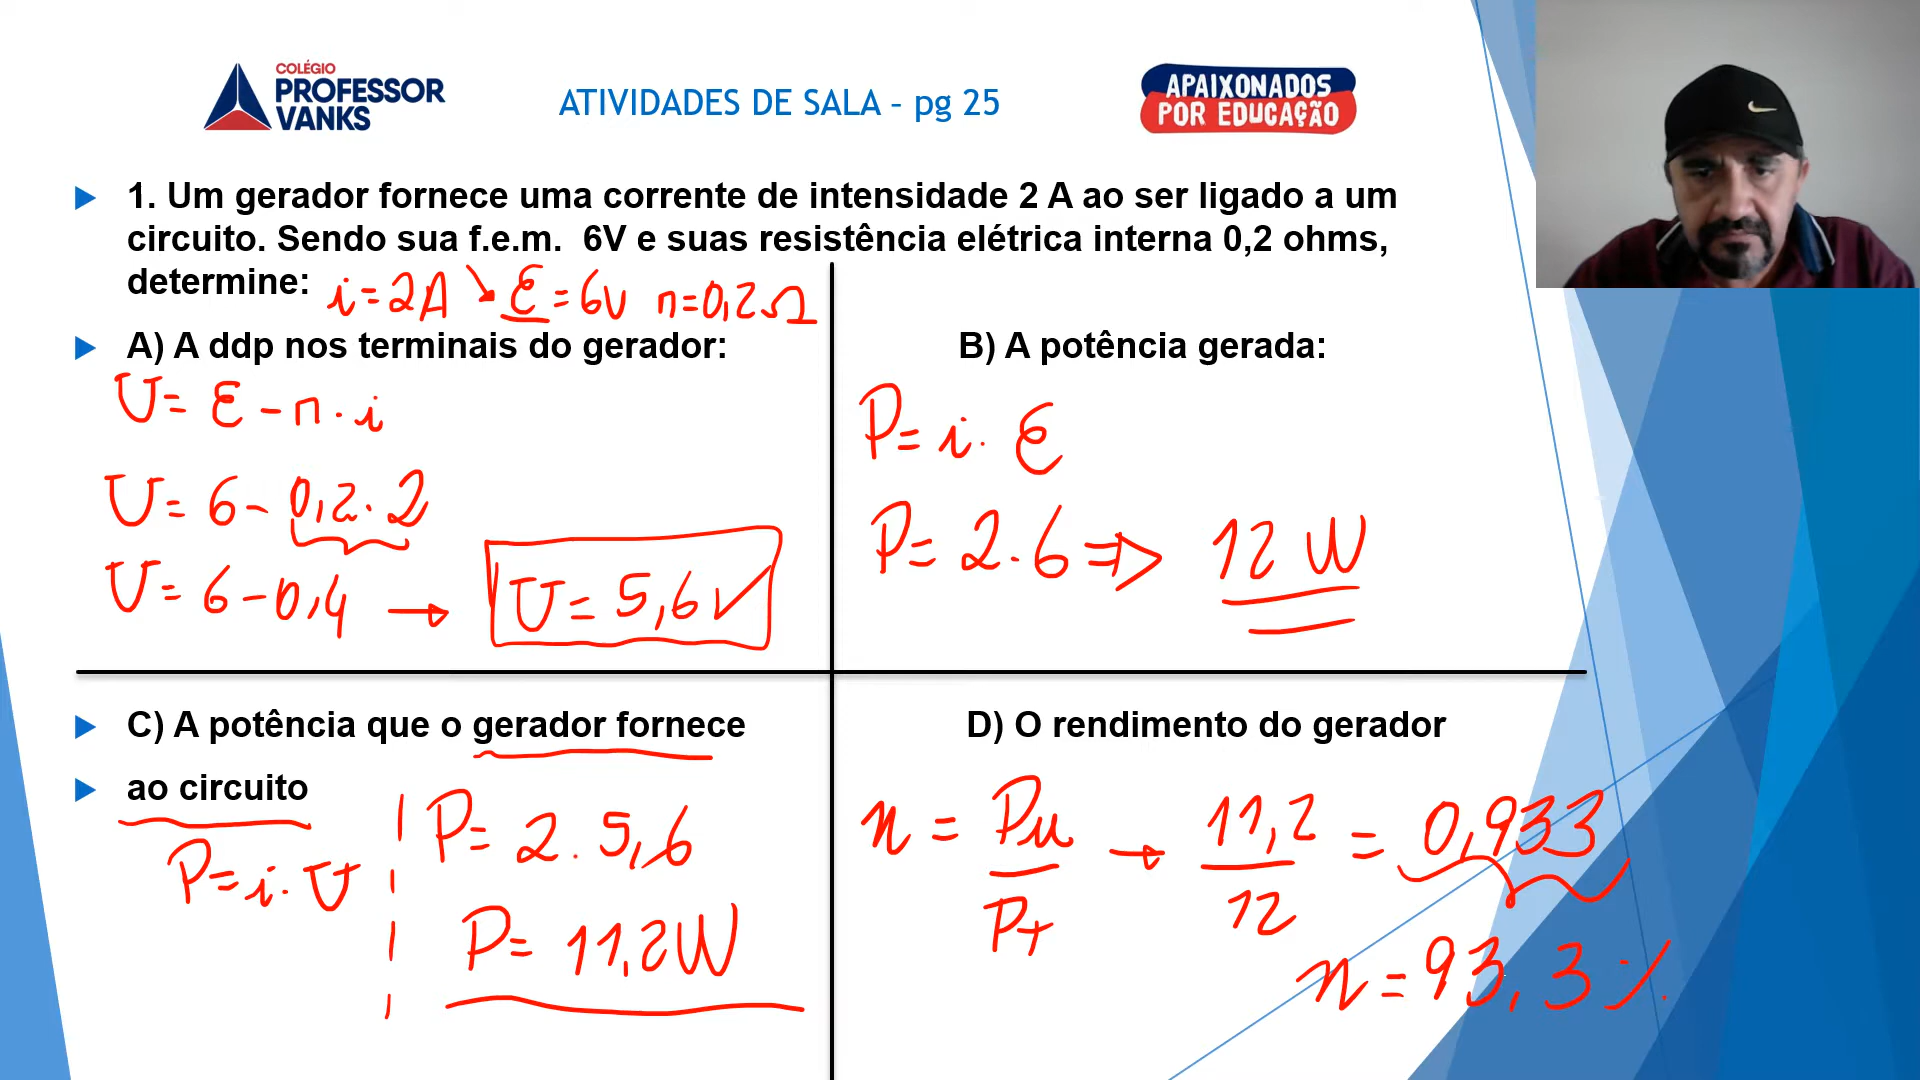 COLÉGIO
PROFESSOR
VANKS
ATIVIDADES DE SALA – pg 25
APAIXONADOS
POR EDUCAÇÃO
1. Um gerador fornece uma corrente de intensidade 2 A ao ser ligado a um
circuito. Sendo sua f.e.m. 6V e suas resistência elétrica interna 0,2 ohms,
determine:
i=2A ↘ ε=6V r=0,2Ω
A) A ddp nos terminais do gerador:
U= ε-r.i
U= 6-0,2.2
U= 6-0,4 → U= 5,6V
B) A potência gerada:
P=i.ε
P=2.6⇒ 12 W
C) A potência que o gerador fornece
ao circuito
P=i.U
P=2.5,6
P= 11,2W
D) O rendimento do gerador
η = Pu/PT → 11,2/12 = 0,933
η=93,3%